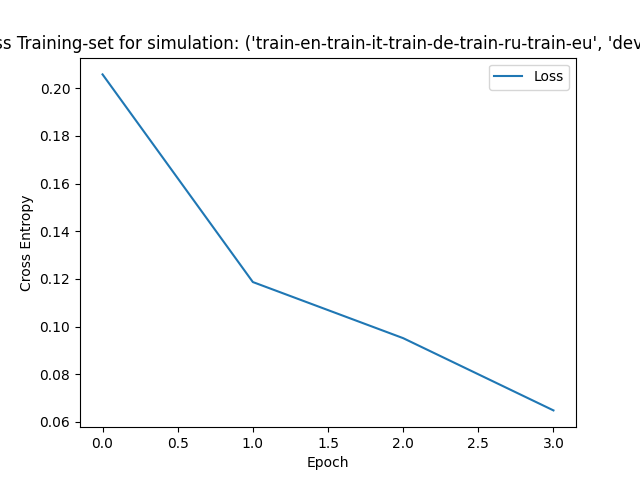 ss Training-set for simulation: ('train-en-train-it-train-de-train-ru-train-eu', 'dev
Loss
0.20
0.18
0.16
0.14
0.12
0.10
0.08
0.06
Cross Entropy
0.0 0.5 1.0 1.5 2.0 2.5 3.0
Epoch